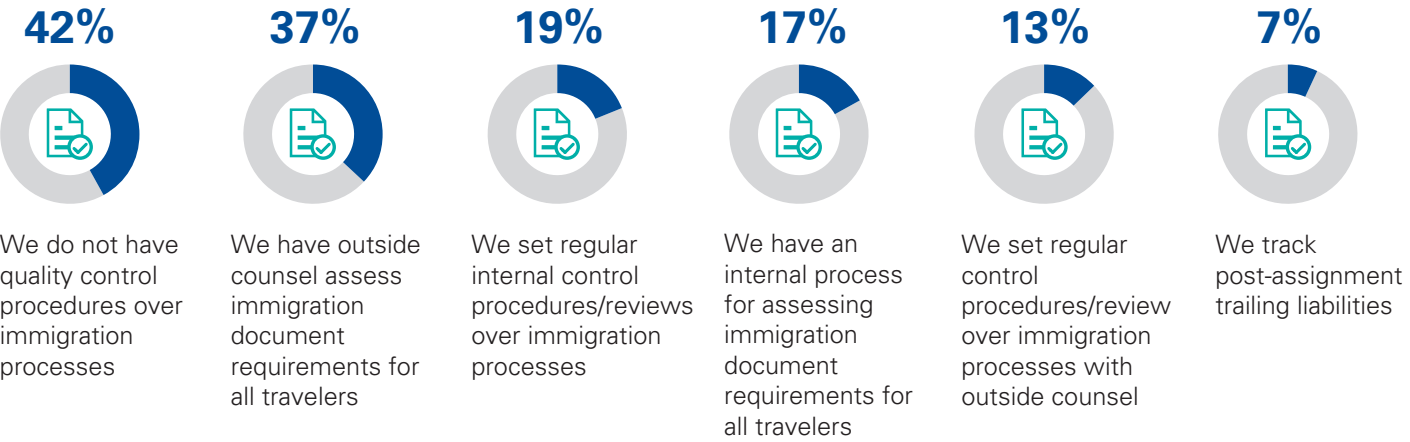 42%
We do not have
quality control
procedures over
immigration
processes
37%
We have outside
counsel assess
immigration
document
requirements for
all travelers
19%
We set regular
internal control
procedures/reviews
over immigration
processes
17%
We have an
internal process
for assessing
immigration
document
requirements for
all travelers
13%
We set regular
control
procedures/review
over immigration
processes with
outside counsel
7%
We track
post-assignment
trailing liabilities